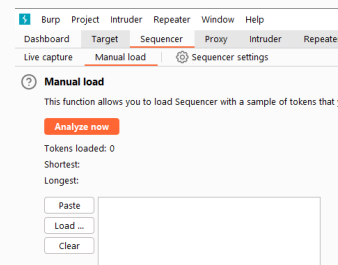 Burp Project Intruder Repeater Window Help
Dashboard Target Sequencer Proxy Intruder Repeate
Live capture Manual load Sequencer settings
? Manual load
This function allows you to load Sequencer with a sample of tokens that
Analyze now
Tokens loaded: 0
Shortest:
Longest:
Paste
Load ...
Clear